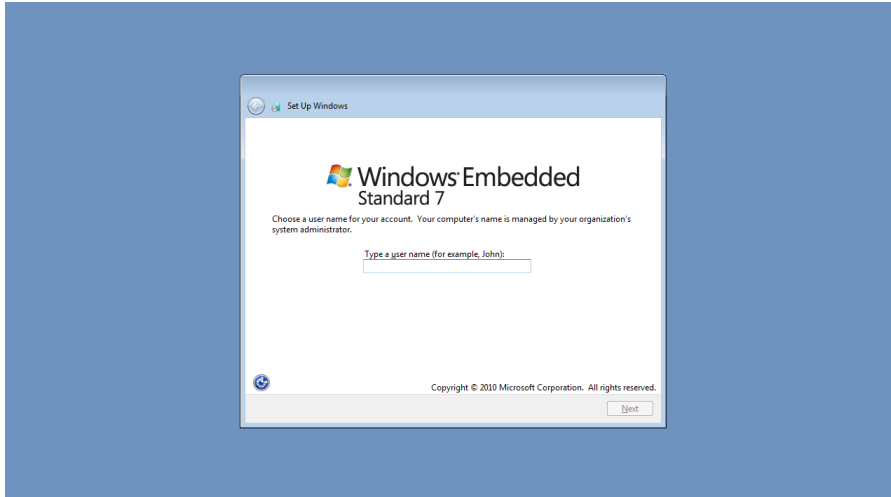 Set Up Windows
Windows Embedded
Standard 7
Choose a user name for your account. Your computer's name is managed by your organization's
system administrator.
Type a user name (for example, John):
Copyright © 2010 Microsoft Corporation. All rights reserved.
Next